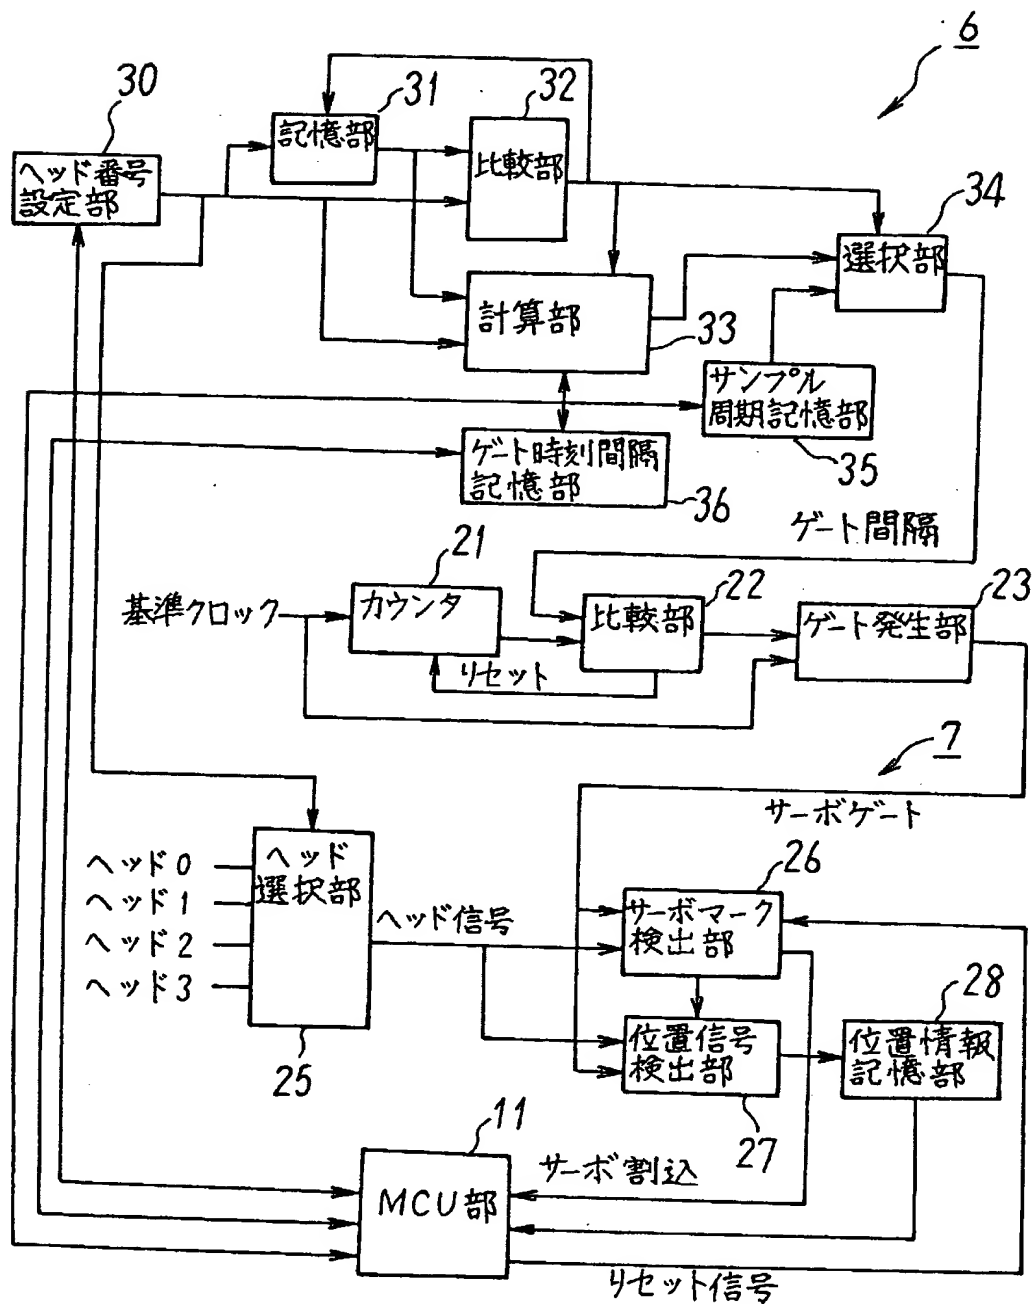 6
30
31
32
記憶部
ヘッド番号
設定部
比較部
34
選択部
計算部
33
サンプル
周期記憶部
35
ゲート時刻間隔
記憶部
36
ゲート間隔
21
22
23
基準クロック
カウンタ
比較部
ゲート発生部
リセット
7
サーボゲート
ヘッド0
ヘッド1
ヘッド2
ヘッド3
ヘッド
選択部
25
ヘッド信号
26
サーボマーク
検出部
位置信号
検出部
27
28
位置情報
記憶部
11
MCU部
サーボ割込
リセット信号